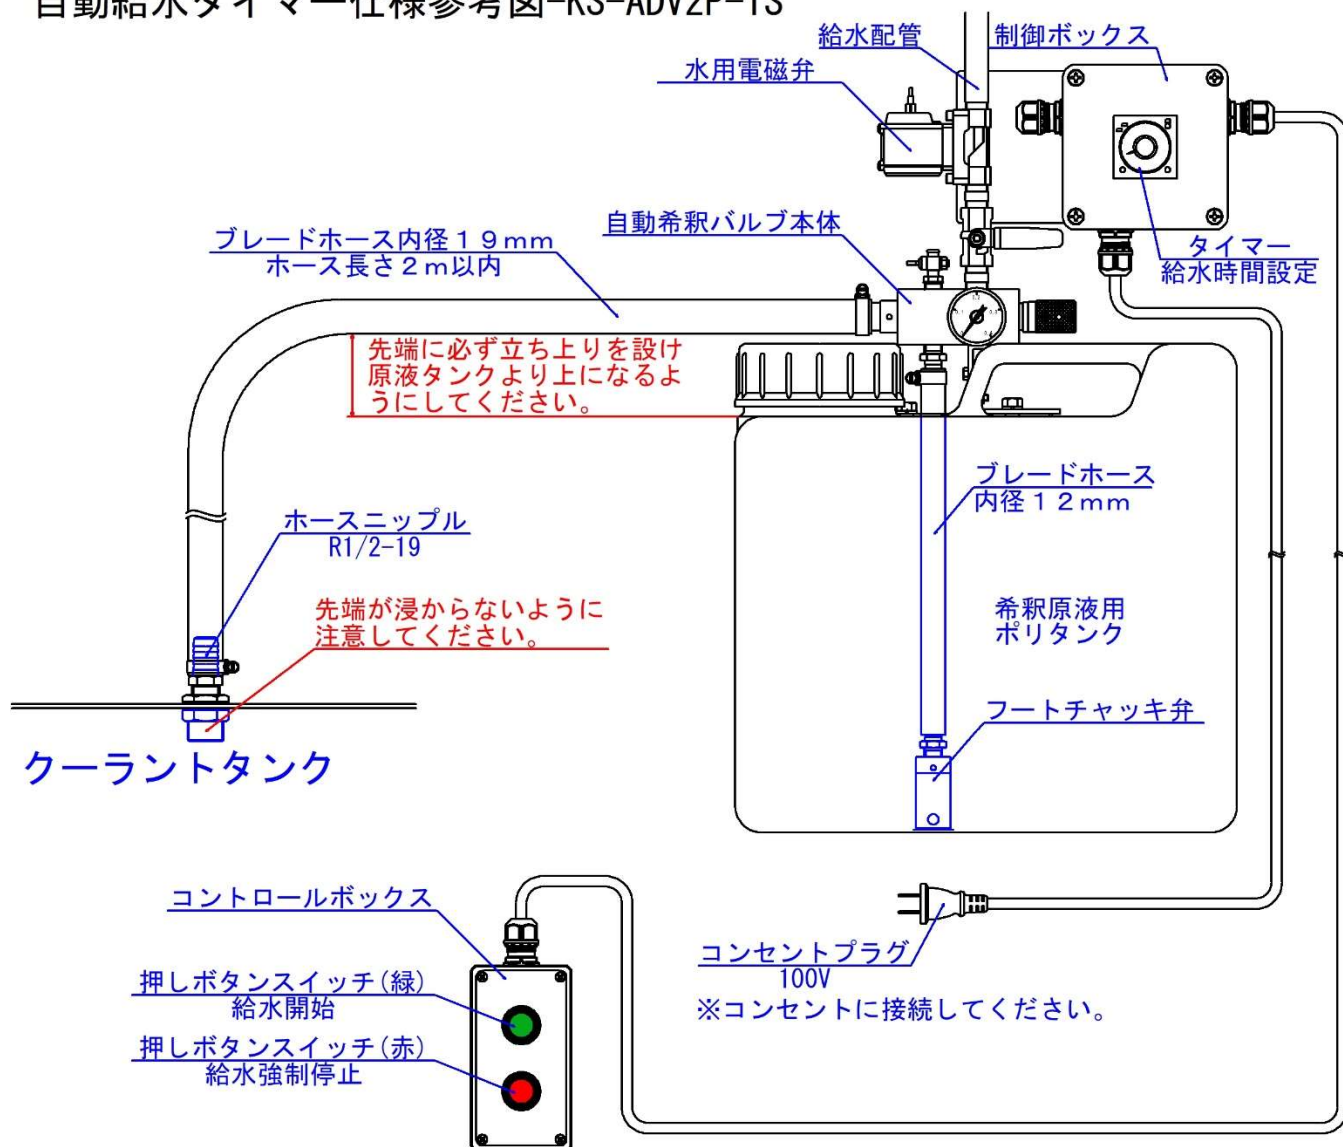 自動給水タイマー仕様参考図-KS-ADV2P-TS
給水配管
制御ボックス
水用電磁弁
自動希釈バルブ本体
ブレードホース内径１９mm
ホース長さ２m以内
タイマー
給水時間設定
先端に必ず立ち上りを設け
原液タンクより上になるよ
うにしてください。
ブレードホース
内径１２mm
ホースニップル
R1/2-19
先端が浸からないように
注意してください。
希釈原液用
ポリタンク
フートチャッキ弁
クーラントタンク
コントロールボックス
コンセントプラグ
100V
※コンセントに接続してください。
押しボタンスイッチ(緑)
給水開始
押しボタンスイッチ(赤)
給水強制停止